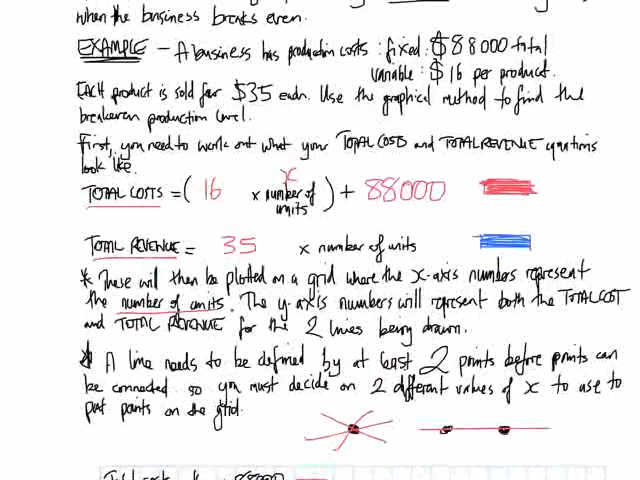 when the business breaks even.
EXAMPLE - A business has production costs: fixed: $88000 total
variable: $16 per product.
Each product is sold for $35 each. Use the graphical method to find the
breakeven production level.
First, you need to work out what your TOTAL COSTS and TOTAL REVENUE equations
look like.
x
TOTAL COSTS = ( 16 x number of units ) + 88000
TOTAL REVENUE = 35 x number of units
* These will then be plotted on a grid where the x-axis numbers represent
the number of units. The y-axis numbers will represent both the TOTAL COST
and TOTAL REVENUE for the 2 lines being drawn.
* A line needs to be defined by at least 2 points before points can
be connected so you must decide on 2 different values of x to use to
put points on the grid.